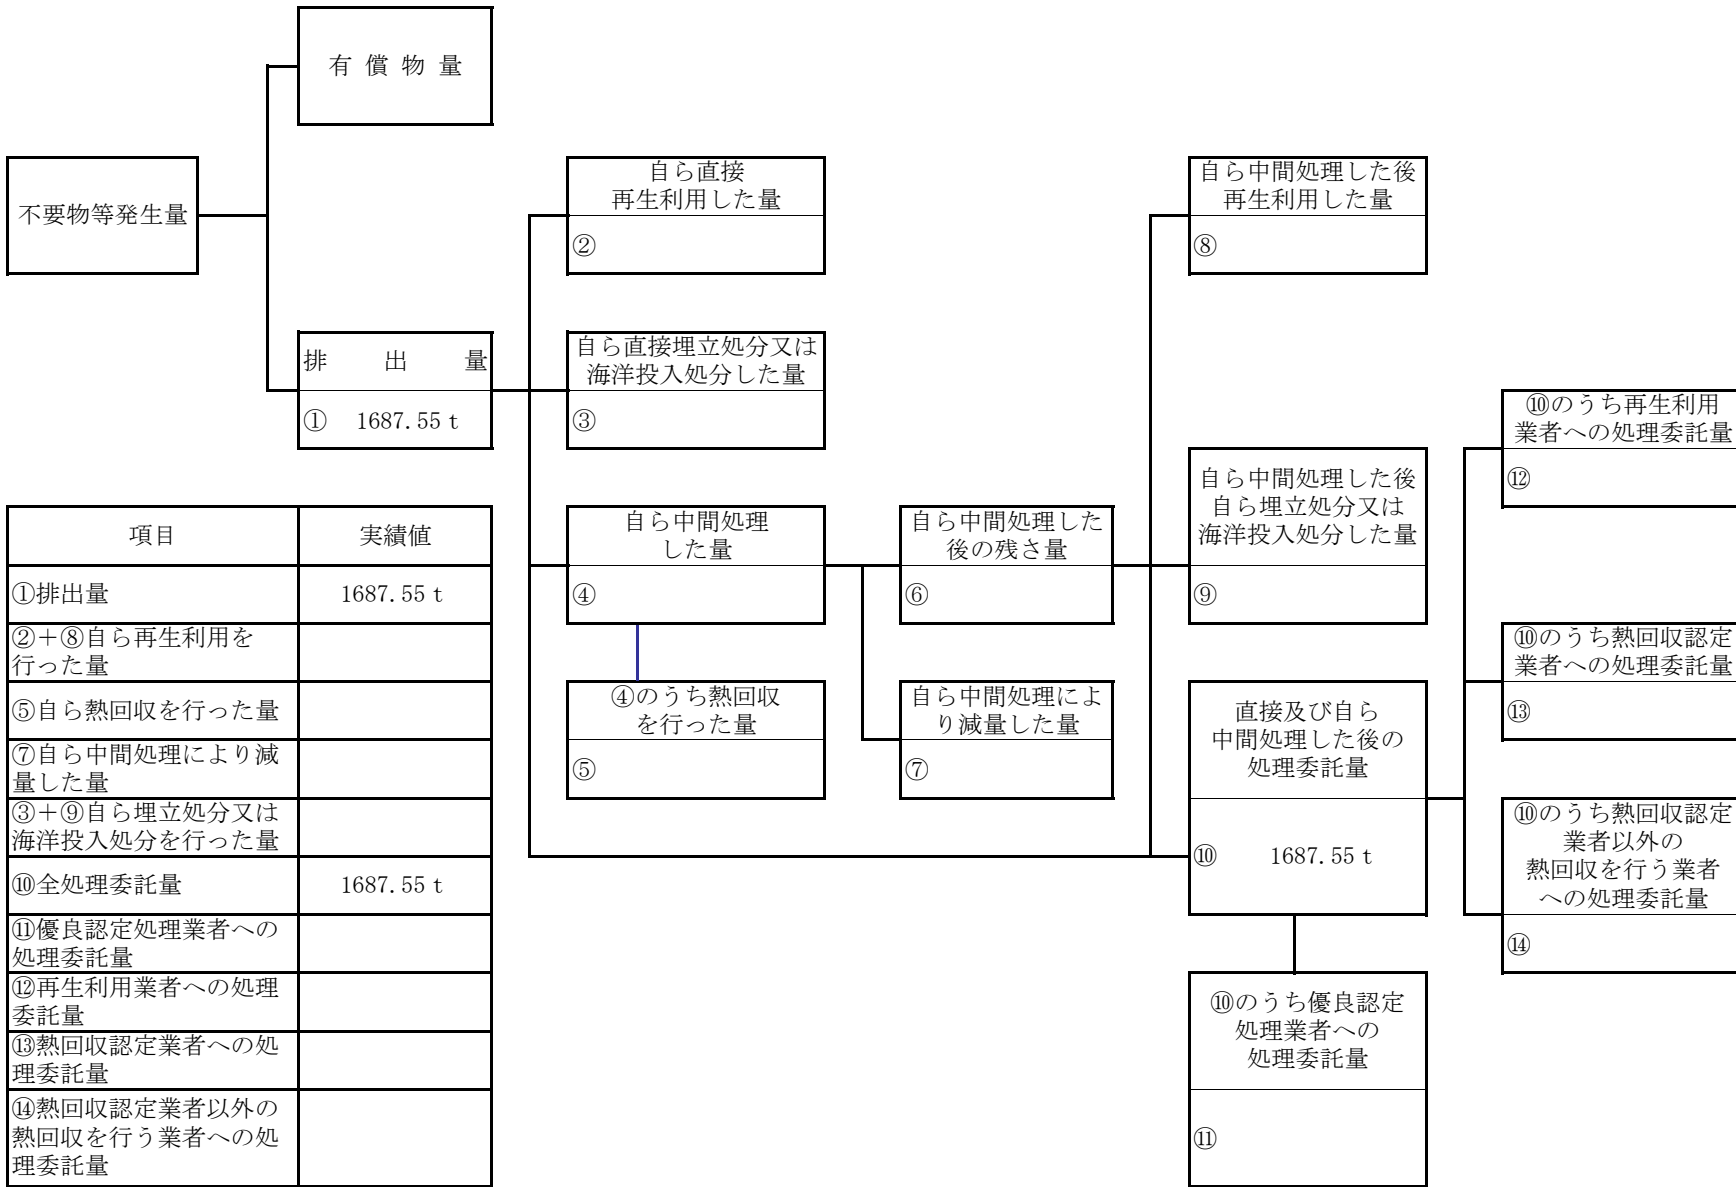 有 償 物 量
不要物等発生量
自ら直接
再生利用した量
②
自ら中間処理した後
再生利用した量
⑧
排 出 量
① 1687.55 t
自ら直接埋立処分又は
海洋投入処分した量
③
⑩のうち再生利用
業者への処理委託量
⑫
自ら中間処理した後
自ら埋立処分又は
海洋投入処分した量
⑨
自ら中間処理
した量
④
自ら中間処理した
後の残さ量
⑥
⑩のうち熱回収認定
業者への処理委託量
⑬
④のうち熱回収
を行った量
⑤
自ら中間処理によ
り減量した量
⑦
直接及び自ら
中間処理した後の
処理委託量
⑩ 1687.55 t
⑩のうち熱回収認定
業者以外の
熱回収を行う業者
への処理委託量
⑭
⑩のうち優良認定
処理業者への
処理委託量
⑪
項目 実績値
①排出量 1687.55 t
②+⑧自ら再生利用を
行った量
⑤自ら熱回収を行った量
⑦自ら中間処理により減
量した量
③+⑨自ら埋立処分又は
海洋投入処分を行った量
⑩全処理委託量 1687.55 t
⑪優良認定処理業者への
処理委託量
⑫再生利用業者への処理
委託量
⑬熱回収認定業者への処
理委託量
⑭熱回収認定業者以外の
熱回収を行う業者への処
理委託量